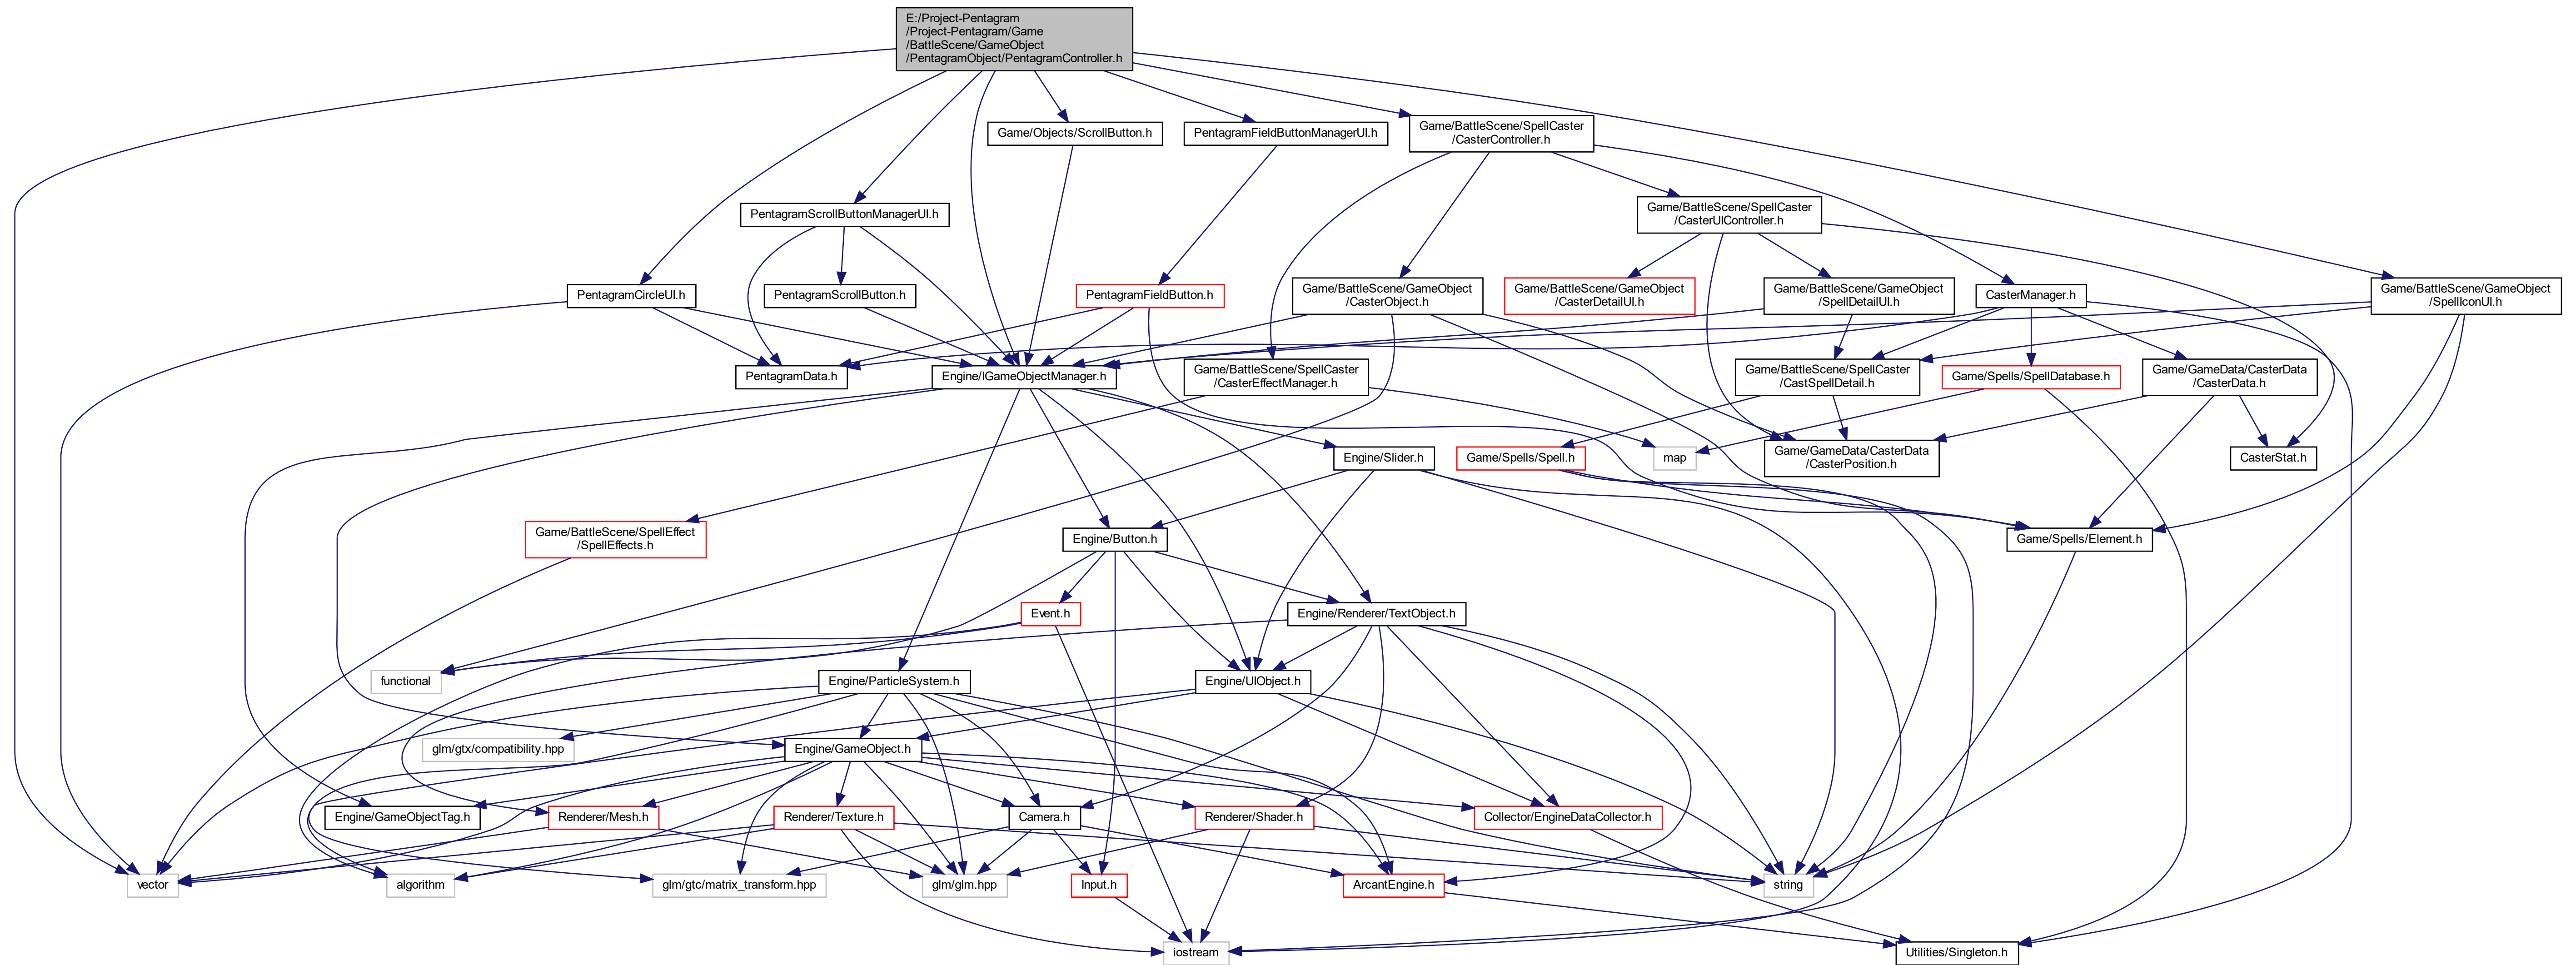 E:/Project-Pentagram
/Project-Pentagram/Game
/BattleScene/GameObject
/PentagramObject/PentagramController.h
Game/Objects/ScrollButton.h
PentagramFieldButtonManagerUI.h
Game/BattleScene/SpellCaster
/CasterController.h
PentagramScrollButtonManagerUI.h
Game/BattleScene/SpellCaster
/CasterUIController.h
PentagramCircleUI.h
PentagramScrollButton.h
PentagramFieldButton.h
Game/BattleScene/GameObject
/CasterObject.h
Game/BattleScene/GameObject
/CasterDetailUI.h
Game/BattleScene/GameObject
/SpellDetailUI.h
CasterManager.h
Game/BattleScene/GameObject
/SpellIconUI.h
PentagramData.h
Engine/IGameObjectManager.h
Game/BattleScene/SpellCaster
/CasterEffectManager.h
Game/BattleScene/SpellCaster
/CastSpellDetail.h
Game/Spells/SpellDatabase.h
Game/GameData/CasterData
/CasterData.h
Engine/Slider.h
Game/Spells/Spell.h
map
Game/GameData/CasterData
/CasterPosition.h
CasterStat.h
Game/BattleScene/SpellEffect
/SpellEffects.h
Engine/Button.h
Game/Spells/Element.h
Event.h
Engine/Renderer/TextObject.h
functional
Engine/ParticleSystem.h
Engine/UIObject.h
glm/gtx/compatibility.hpp
Engine/GameObject.h
Engine/GameObjectTag.h
Renderer/Mesh.h
Renderer/Texture.h
Camera.h
Renderer/Shader.h
Collector/EngineDataCollector.h
vector
algorithm
glm/gtc/matrix_transform.hpp
glm/glm.hpp
Input.h
ArcantEngine.h
string
iostream
Utilities/Singleton.h